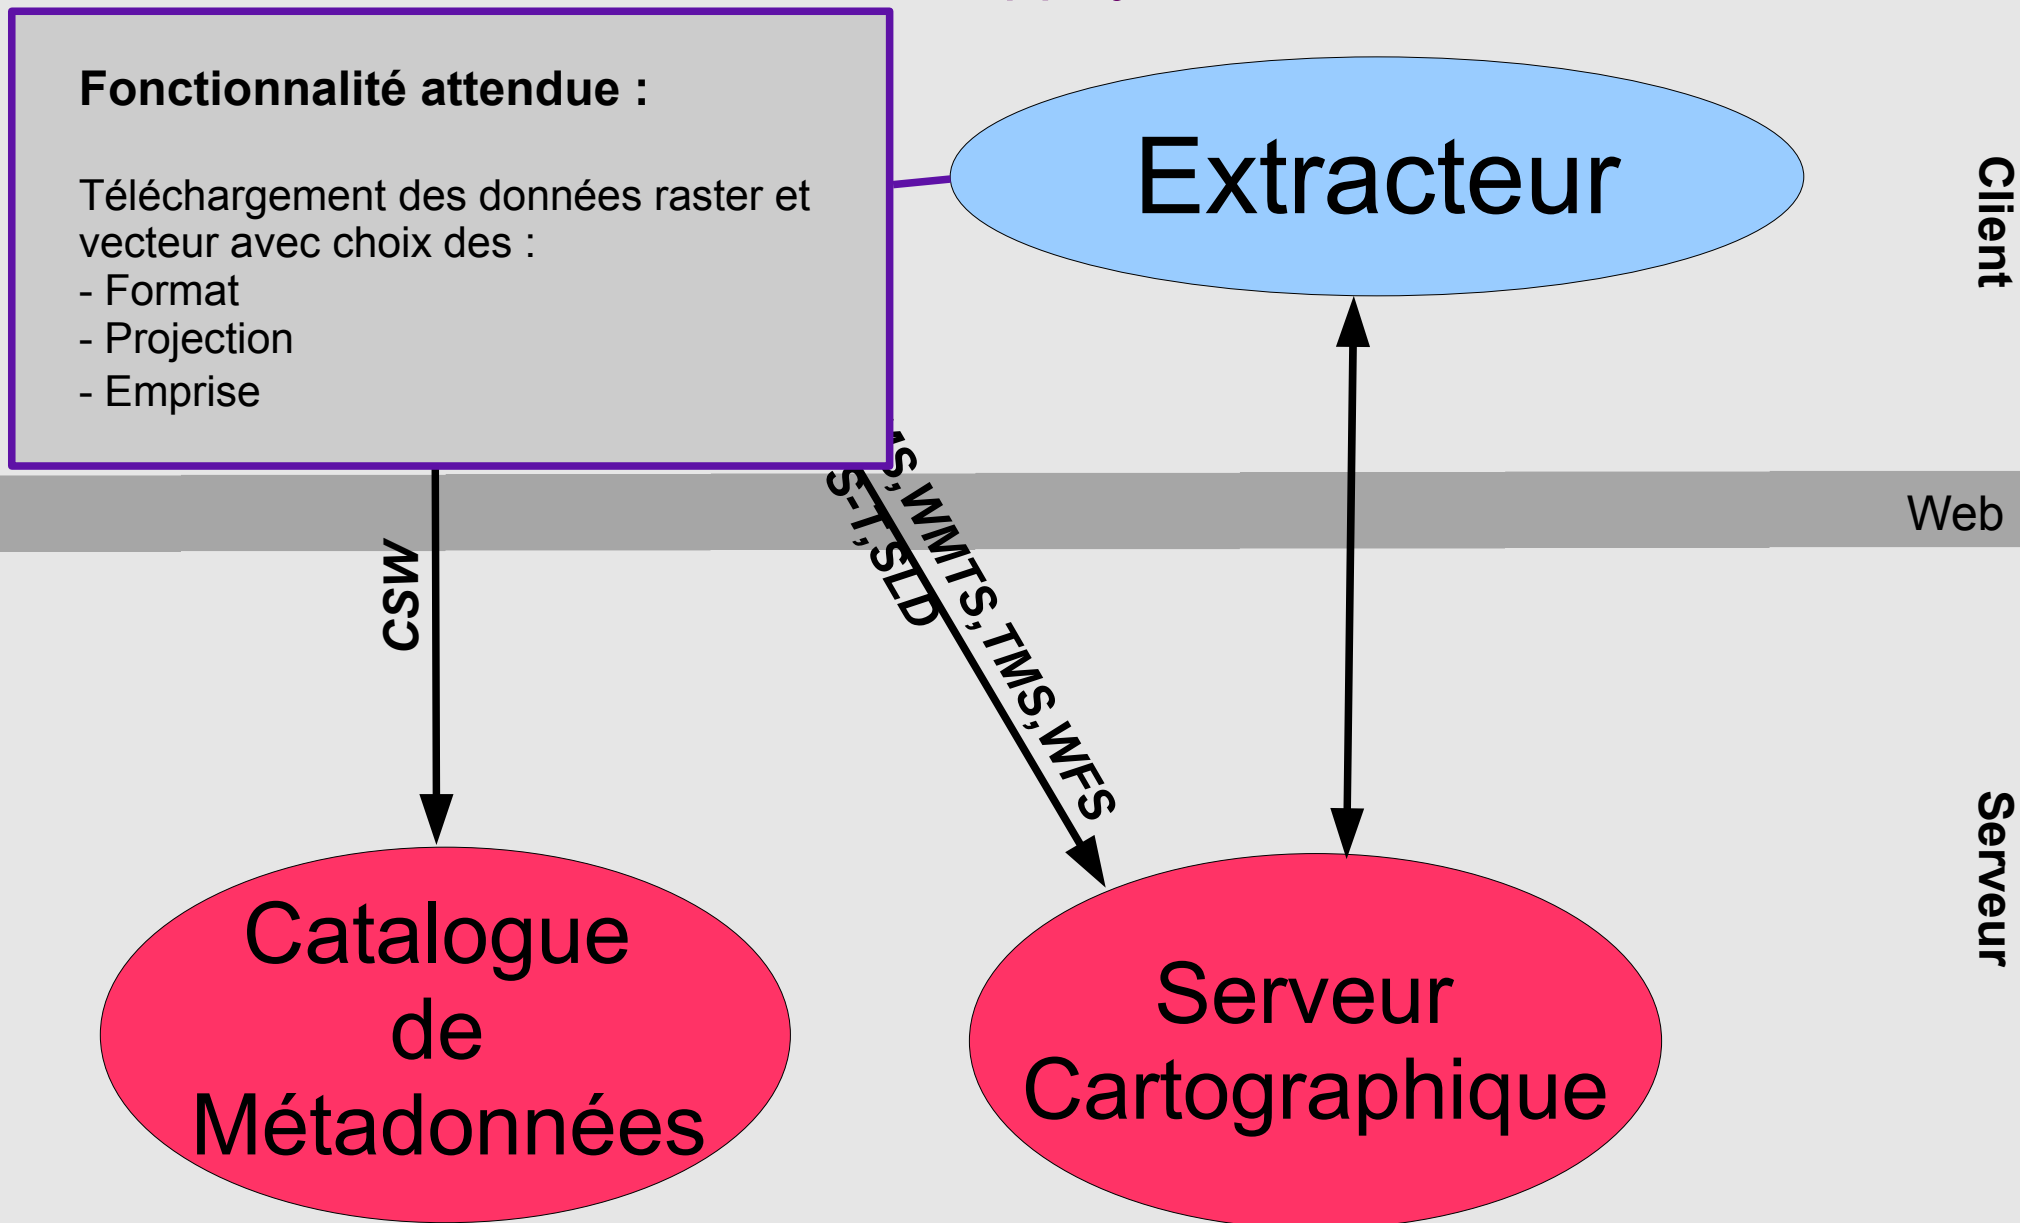 Fonctionnalité attendue :
Téléchargement des données raster et
vecteur avec choix des :
- Format
- Projection
- Emprise
Extracteur
Client
Web
CSW
S,WMTS,TMS,WFS
S-T,SLD
Serveur
Catalogue
de
Métadonnées
Serveur
Cartographique